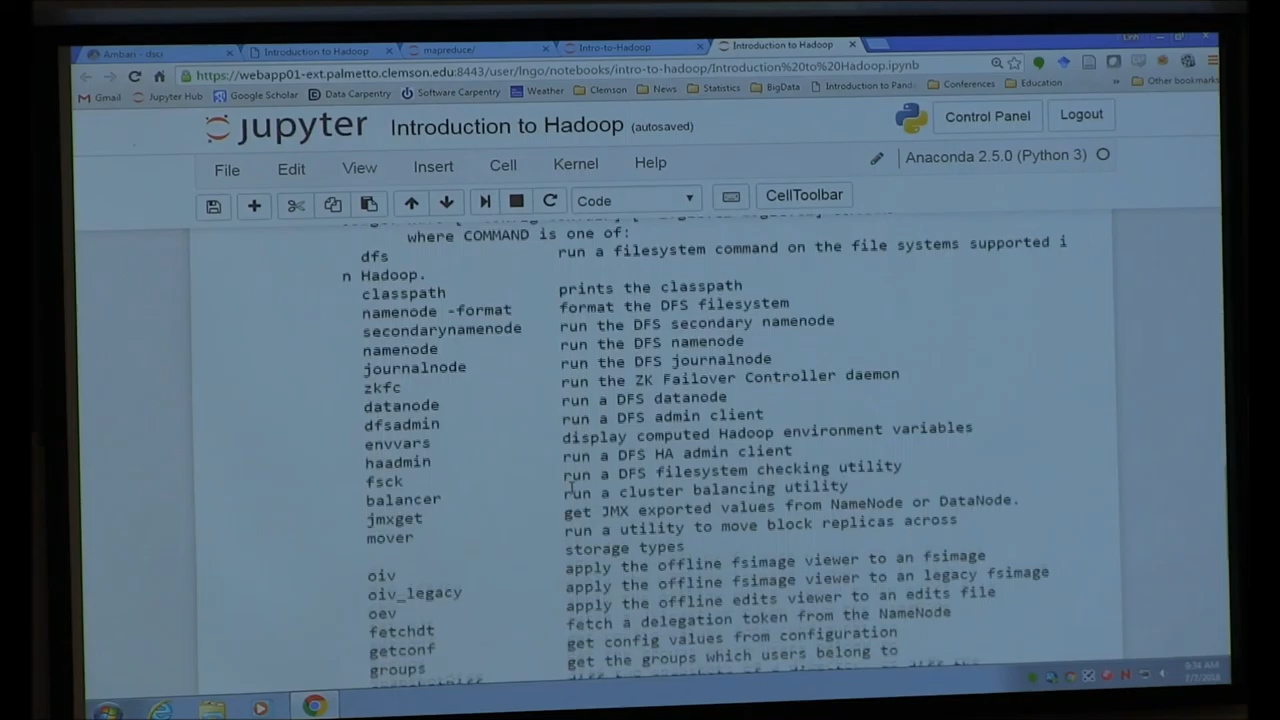 Ambari - dsci
Introduction to Hadoop
mapreduce/
Intro-to-Hadoop
Introduction to Hadoop
https://webapp01-ext.palmetto.clemson.edu:8443/user/lngo/notebooks/intro-to-hadoop/Introduction%20to%20Hadoop.ipynb
Gmail
Jupyter Hub
Google Scholar
Data Carpentry
Software Carpentry
Weather
Clemson
News
Statistics
BigData
Introduction to Pand
Conferences
Education
Other bookmarks
jupyter Introduction to Hadoop (autosaved)
Control Panel
Logout
File Edit View Insert Cell Kernel Help
Anaconda 2.5.0 (Python 3)
Code
CellToolbar
where COMMAND is one of:
dfs run a filesystem command on the file systems supported i
n Hadoop.
classpath prints the classpath
namenode -format format the DFS filesystem
secondarynamenode run the DFS secondary namenode
namenode run the DFS namenode
journalnode run the DFS journalnode
zkfc run the ZK Failover Controller daemon
datanode run a DFS datanode
dfsadmin run a DFS admin client
envvars display computed Hadoop environment variables
haadmin run a DFS HA admin client
fsck run a DFS filesystem checking utility
balancer run a cluster balancing utility
jmxget get JMX exported values from NameNode or DataNode.
mover run a utility to move block replicas across
storage types
oiv apply the offline fsimage viewer to an fsimage
oiv_legacy apply the offline fsimage viewer to an legacy fsimage
oev apply the offline edits viewer to an edits file
fetchdt fetch a delegation token from the NameNode
getconf get config values from configuration
groups get the groups which users belong to
9:34 AM